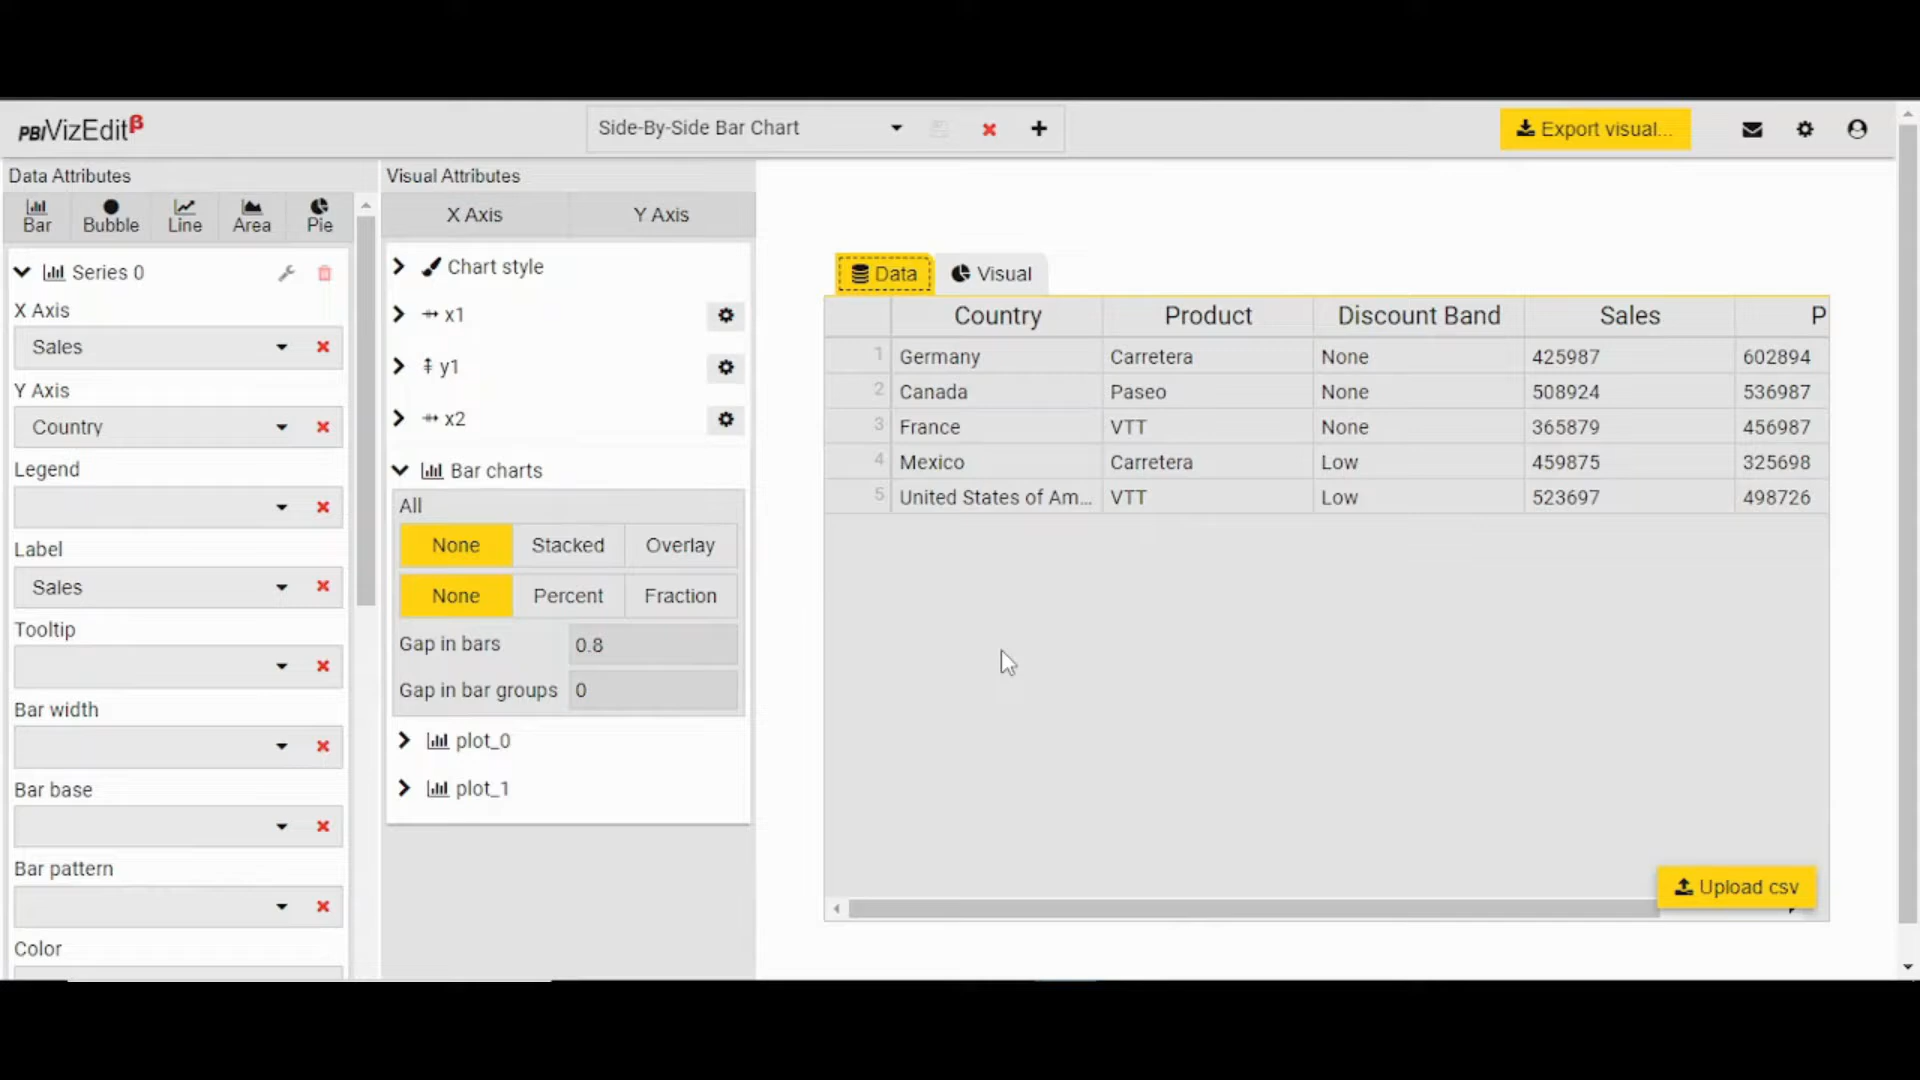 PBIVizEditβ
Side-By-Side Bar Chart
Export visual...
Data Attributes
Bar
Bubble
Line
Area
Pie
Series 0
X Axis
Sales
Y Axis
Country
Legend
Label
Sales
Tooltip
Bar width
Bar base
Bar pattern
Color
Visual Attributes
X Axis
Y Axis
Chart style
x1
y1
x2
Bar charts
All
None Stacked Overlay
None Percent Fraction
Gap in bars 0.8
Gap in bar groups 0
plot_0
plot_1
Data
Visual
Country Product Discount Band Sales P
1 Germany Carretera None 425987 602894
2 Canada Paseo None 508924 536987
3 France VTT None 365879 456987
4 Mexico Carretera Low 459875 325698
5 United States of Am... VTT Low 523697 498726
Upload csv